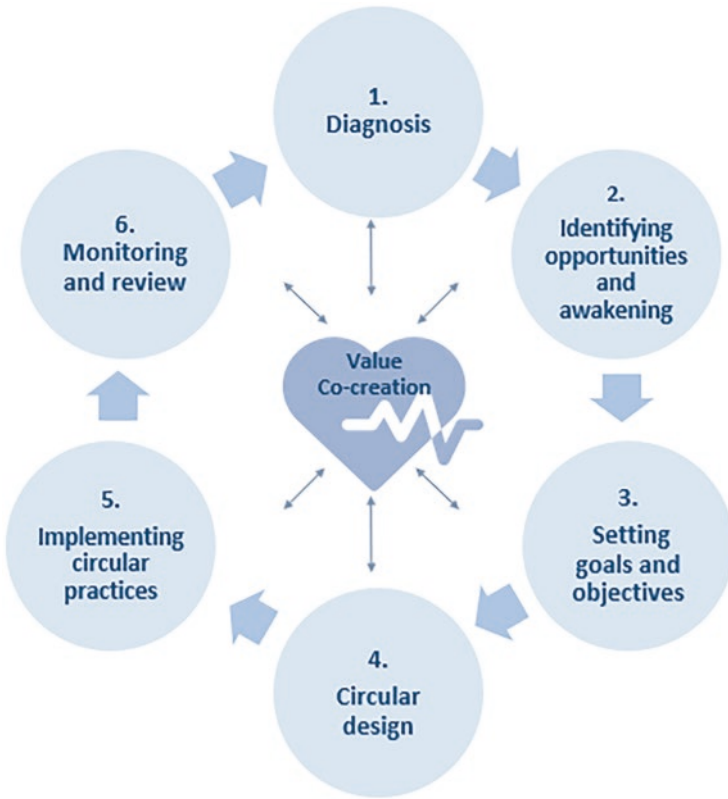 1.
Diagnosis
2.
Identifying
opportunities
and
awakening
3.
Setting
goals and
objectives
4.
Circular
design
5.
Implementing
circular
practices
6.
Monitoring
and review
Value
Co-creation